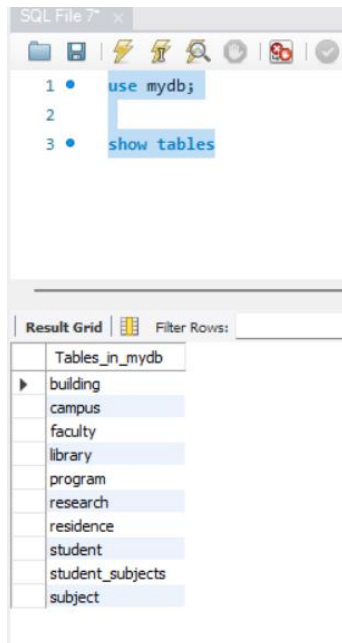 SQL File 7* ×
1 use mydb;
2
3 show tables
Result Grid Filter Rows:
Tables_in_mydb
building
campus
faculty
library
program
research
residence
student
student_subjects
subject